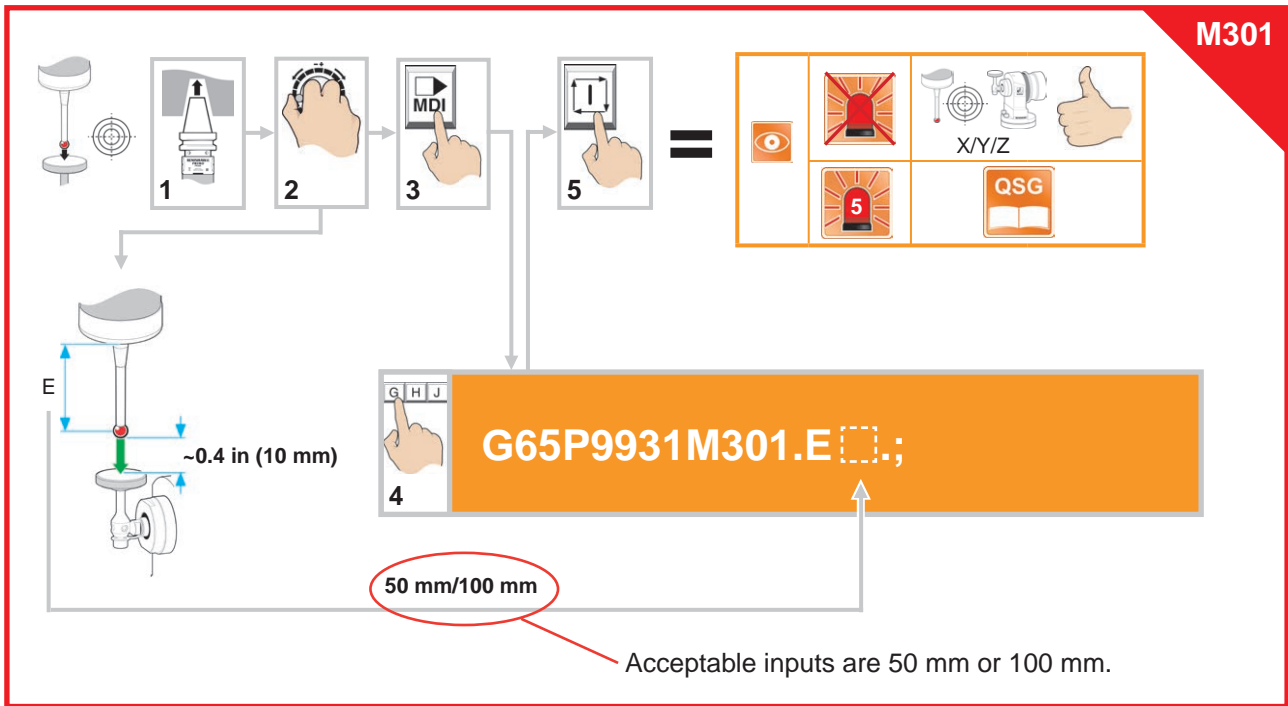 M301
1
2
MDI
3
5
X/Y/Z
5
QSG
E
~0.4 in (10 mm)
G H J
4
G65P9931M301.E .;
50 mm/100 mm
Acceptable inputs are 50 mm or 100 mm.